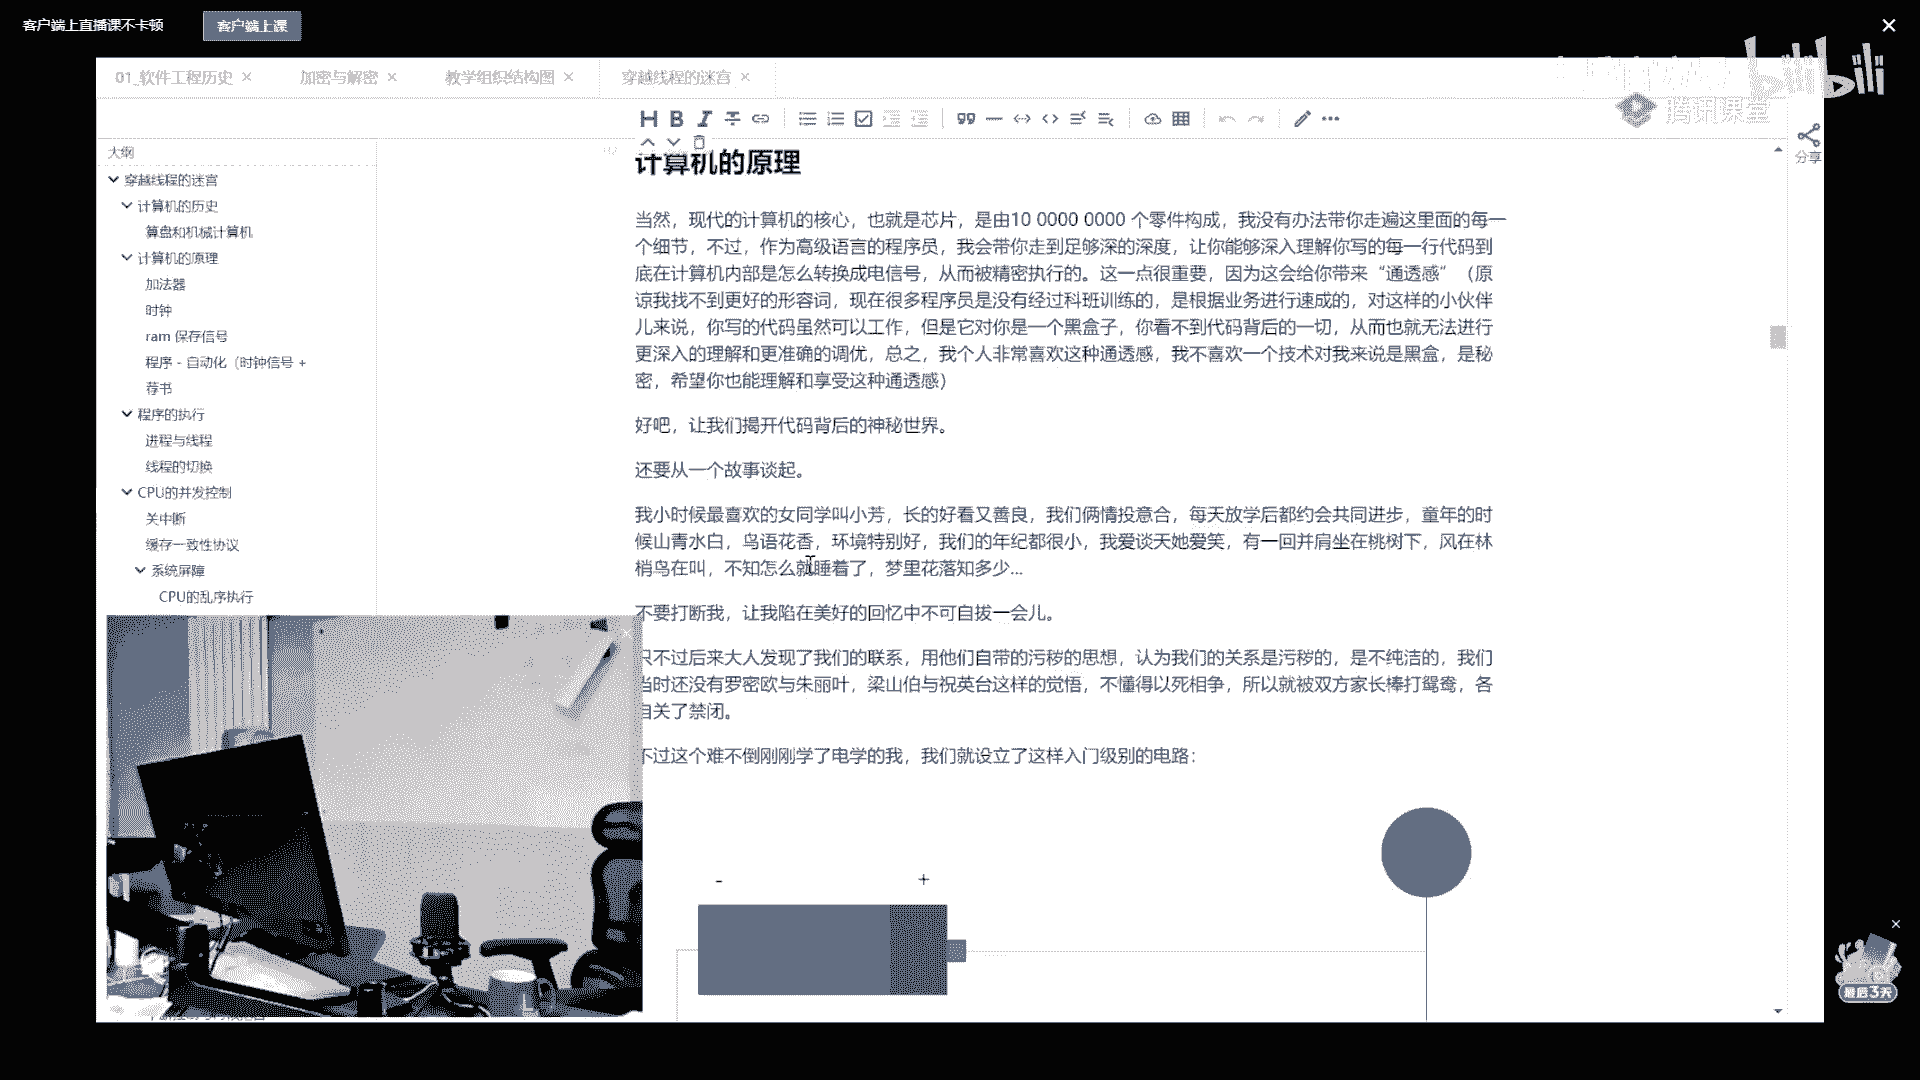 客户端上直播课不卡顿
客户端上课
01_软件工程历史
加密与解密
教学组织结构图
穿越线程的迷宫
bilibili
腾讯课堂
分享
大纲
穿越线程的迷宫
计算机的历史
算盘和机械计算机
计算机的原理
加法器
时钟
ram 保存信号
程序 - 自动化（时钟信号 +
荐书
程序的执行
进程与线程
线程的切换
CPU的并发控制
关中断
缓存一致性协议
系统屏障
CPU的乱序执行
计算机的原理
当然，现代的计算机的核心，也就是芯片，是由10 0000 0000 个零件构成，我没有办法带你走遍这里面的每一
个细节，不过，作为高级语言的程序员，我会带你走到足够深的深度，让你能够深入理解你写的每一行代码到
底在计算机内部是怎么转换成电信号，从而被精密执行的。这一点很重要，因为这会给你带来“通透感”（原
谅我找不到更好的形容词，现在很多程序员是没有经过科班训练的，是根据业务进行速成的，对这样的小伙伴
儿来说，你写的代码虽然可以工作，但是它对你是一个黑盒子，你看不到代码背后的一切，从而也就无法进行
更深入的理解和更准确的调优，总之，我个人非常喜欢这种通透感，我不喜欢一个技术对我来说是黑盒，是秘
密，希望你也能理解和享受这种通透感）
好吧，让我们揭开代码背后的神秘世界。
还要从一个故事谈起。
我小时候最喜欢的女同学叫小芳，长的好看又善良，我们俩情投意合，每天放学后都约会共同进步，童年的时
候山青水白，鸟语花香，环境特别好，我们的年纪都很小，我爱谈天她爱笑，有一回并肩坐在桃树下，风在林
梢鸟在叫，不知怎么就睡着了，梦里花落知多少...
不要打断我，让我陷在美好的回忆中不可自拔一会儿。
只不过后来大人发现了我们的联系，用他们自带的污秽的思想，认为我们的关系是污秽的，是不纯洁的，我们
当时还没有罗密欧与朱丽叶，梁山伯与祝英台这样的觉悟，不懂得以死相争，所以就被双方家长棒打鸳鸯，各
自关了禁闭。
不过这个难不倒刚刚学了电学的我，我们就设立了这样入门级别的电路：
- +
最后3天